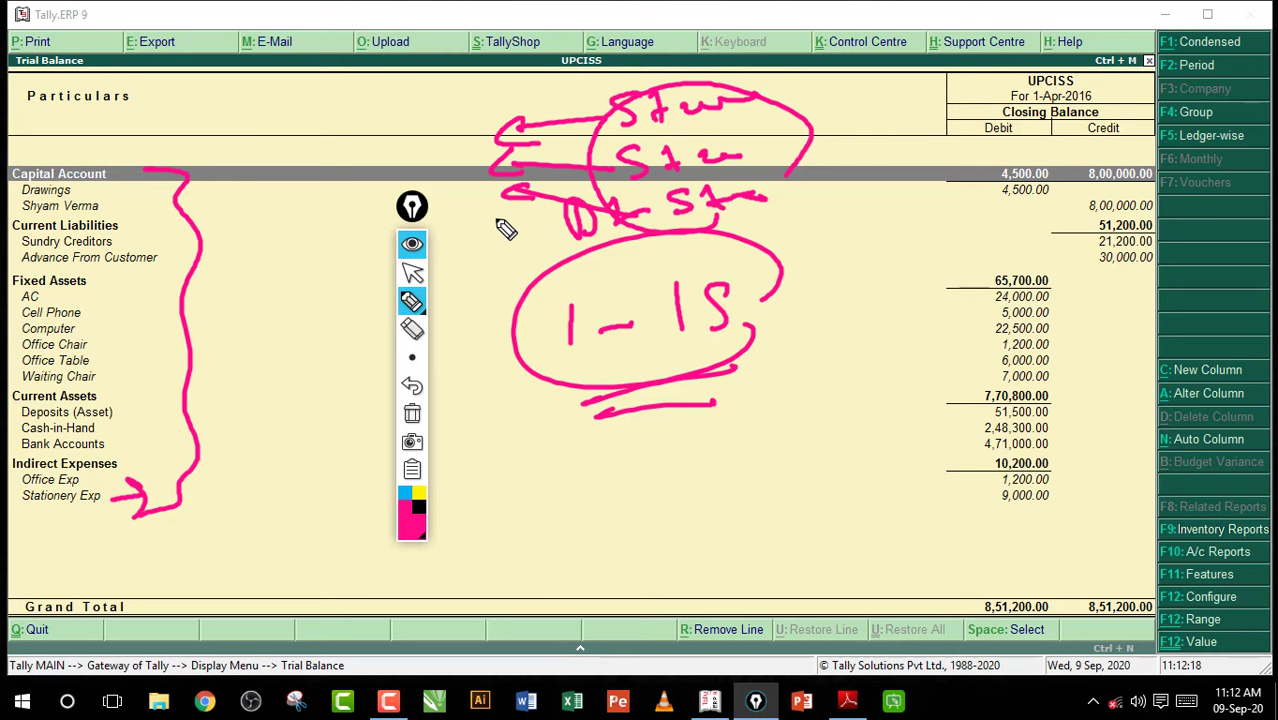 Tally.ERP 9
P: Print E: Export M: E-Mail O: Upload S: TallyShop G: Language K: Keyboard K: Control Centre H: Support Centre H: Help
Trial Balance UPCISS Ctrl + M
Particulars
UPCISS
For 1-Apr-2016
Closing Balance
Debit Credit
Capital Account 4,500.00 8,00,000.00
Drawings 4,500.00
Shyam Verma 8,00,000.00
Current Liabilities 51,200.00
Sundry Creditors 21,200.00
Advance From Customer 30,000.00
Fixed Assets 65,700.00
AC 24,000.00
Cell Phone 5,000.00
Computer 22,500.00
Office Chair 1,200.00
Office Table 6,000.00
Waiting Chair 7,000.00
Current Assets 7,70,800.00
Deposits (Asset) 51,500.00
Cash-in-Hand 2,48,300.00
Bank Accounts 4,71,000.00
Indirect Expenses 10,200.00
Office Exp 1,200.00
Stationery Exp 9,000.00
Grand Total 8,51,200.00 8,51,200.00
1 - 15
F1: Condensed
F2: Period
F3: Company
F4: Group
F5: Ledger-wise
F6: Monthly
F7: Vouchers
C: New Column
A: Alter Column
D: Delete Column
N: Auto Column
B: Budget Variance
F8: Related Reports
F9: Inventory Reports
F10: A/c Reports
F11: Features
F12: Configure
F12: Range
F12: Value
Q: Quit R: Remove Line U: Restore Line U: Restore All Space: Select
Ctrl + N
Tally MAIN --> Gateway of Tally --> Display Menu --> Trial Balance © Tally Solutions Pvt Ltd., 1988-2020 Wed, 9 Sep, 2020 11:12:18
11:12 AM
09-Sep-20